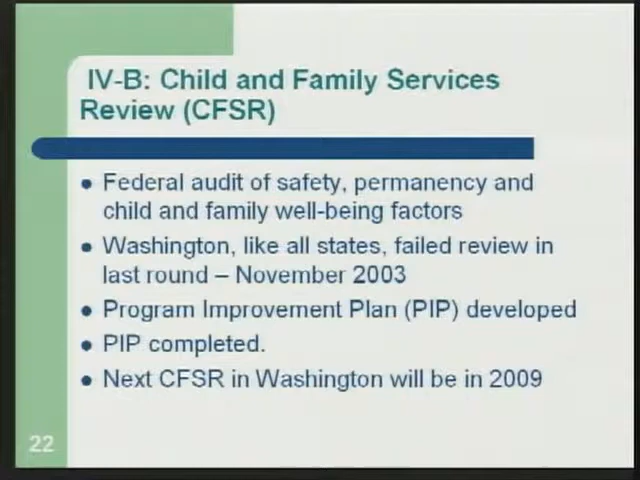 IV-B: Child and Family Services
Review (CFSR)
● Federal audit of safety, permanency and
child and family well-being factors
● Washington, like all states, failed review in
last round – November 2003
● Program Improvement Plan (PIP) developed
● PIP completed.
● Next CFSR in Washington will be in 2009
22